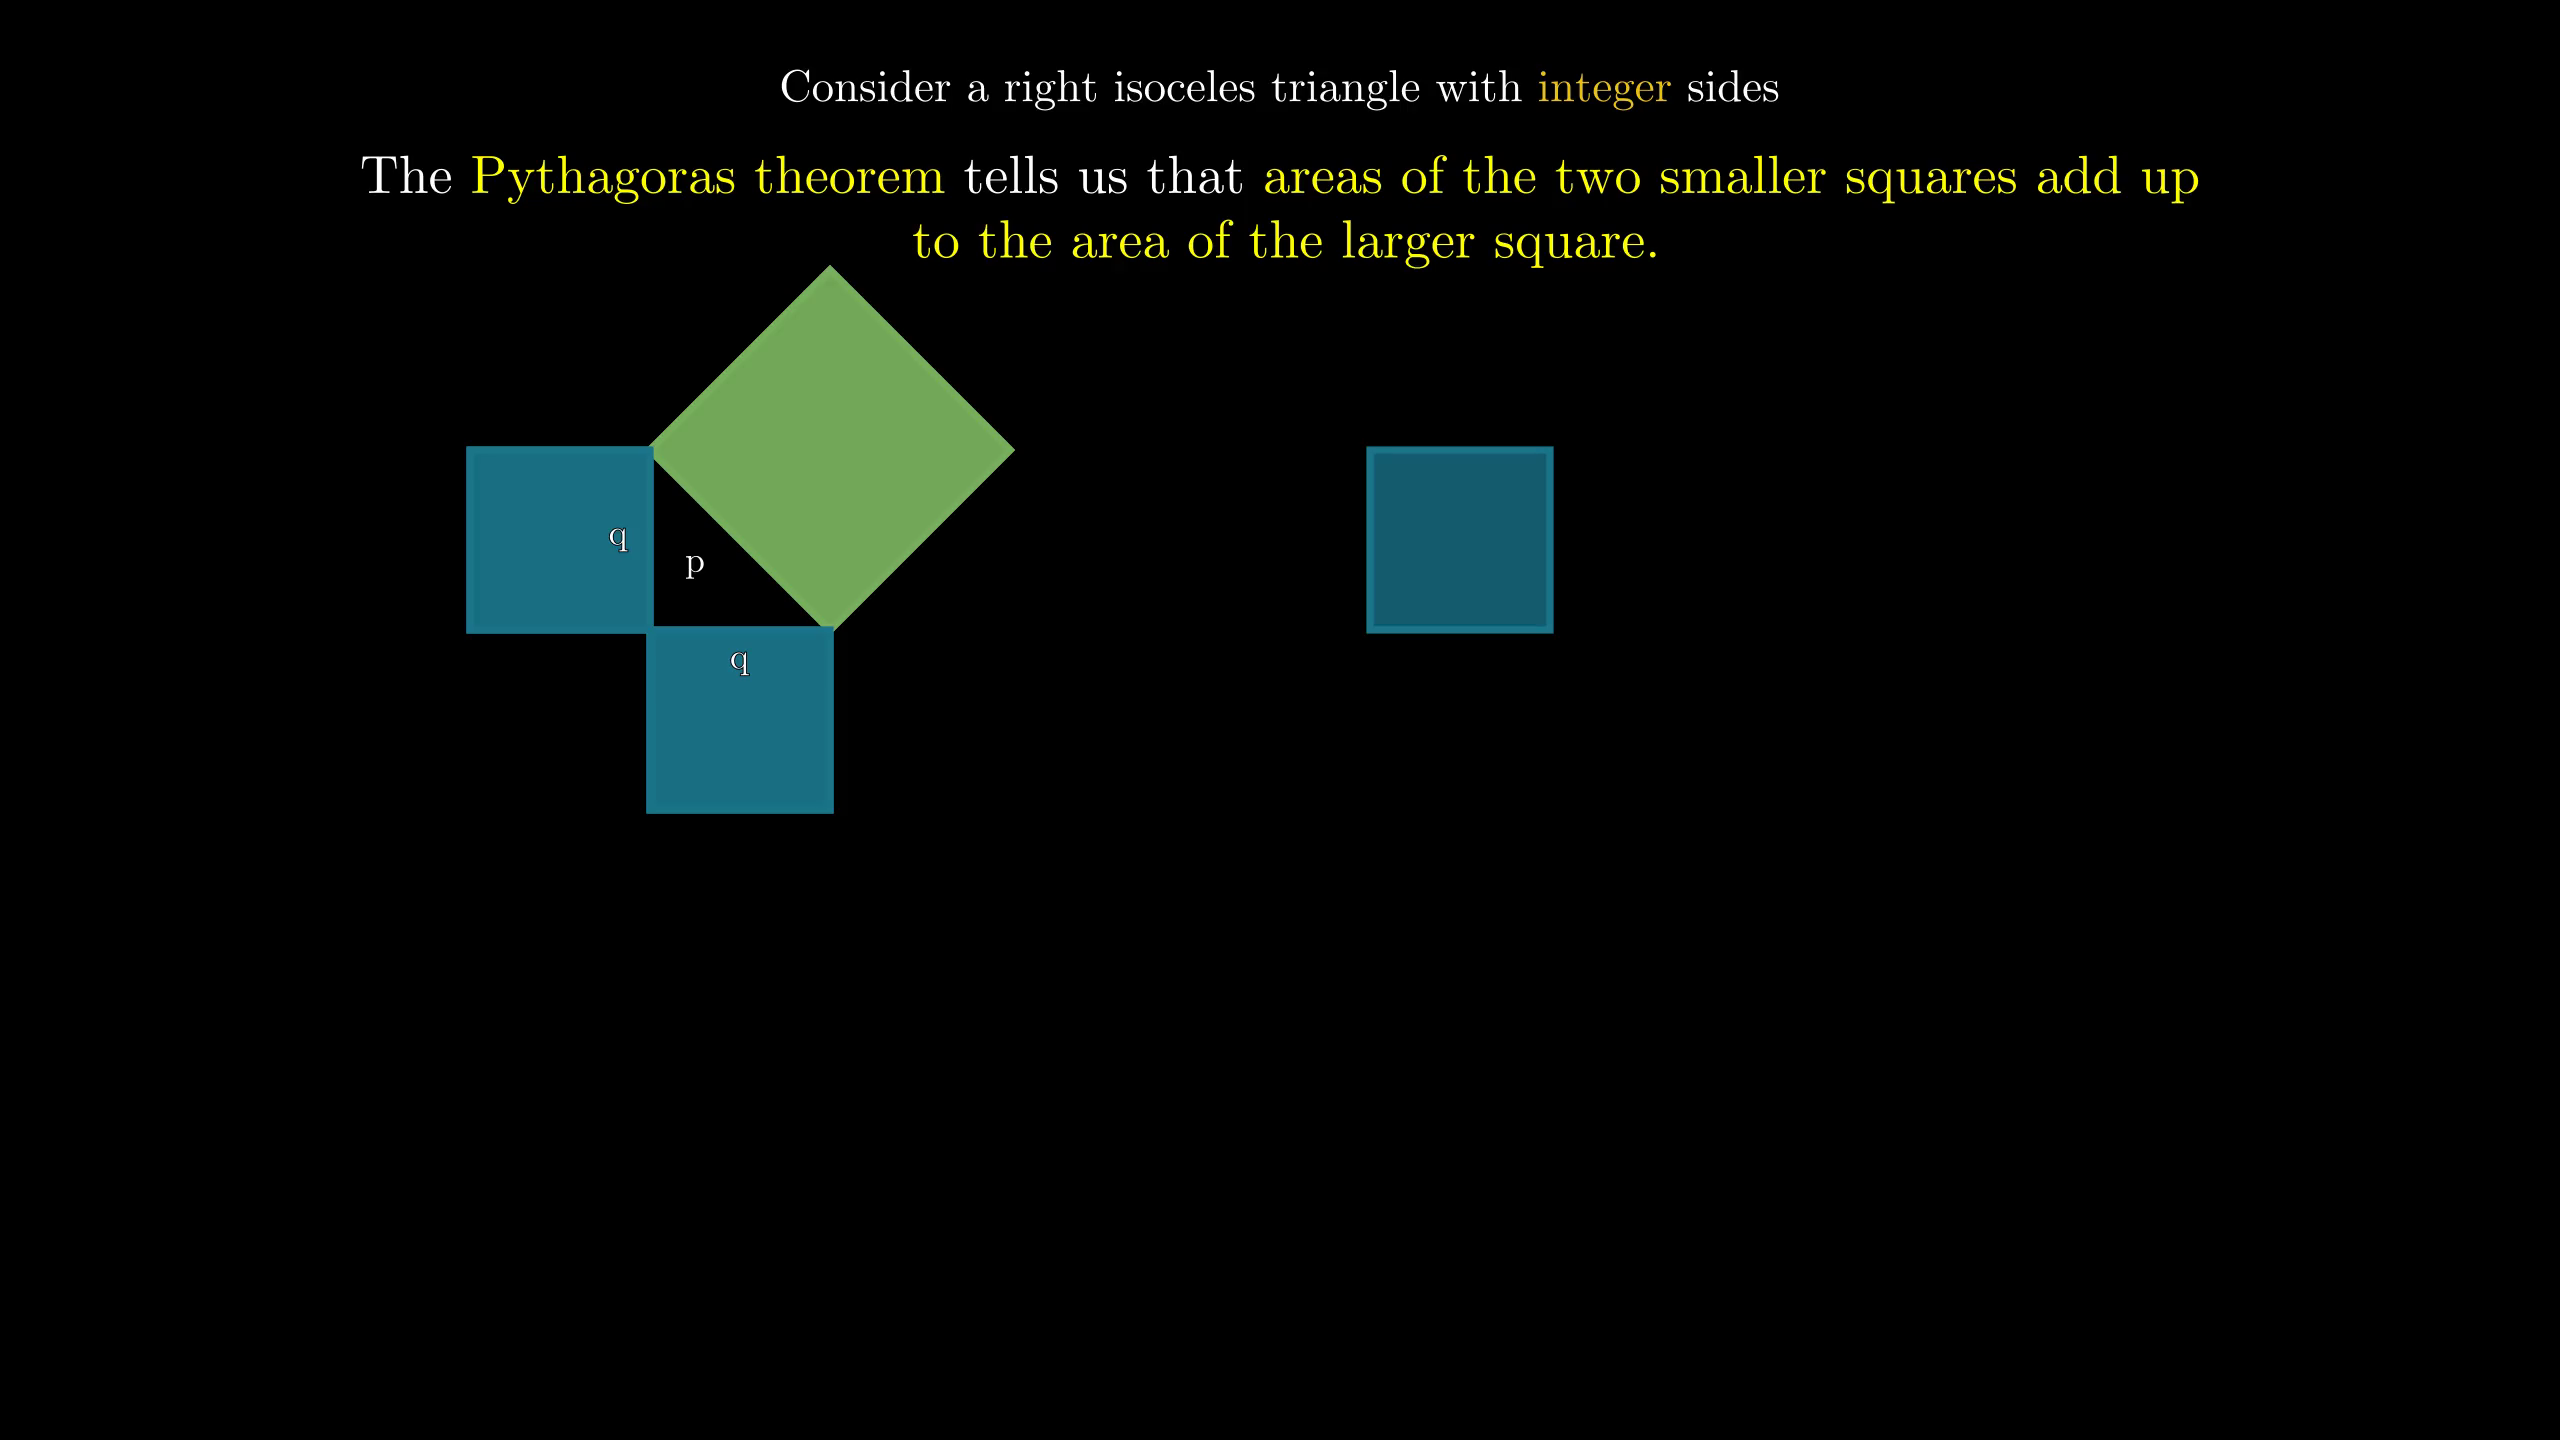 Consider a right isoceles triangle with integer sides
The Pythagoras theorem tells us that areas of the two smaller squares add up
to the area of the larger square.
q
p
q